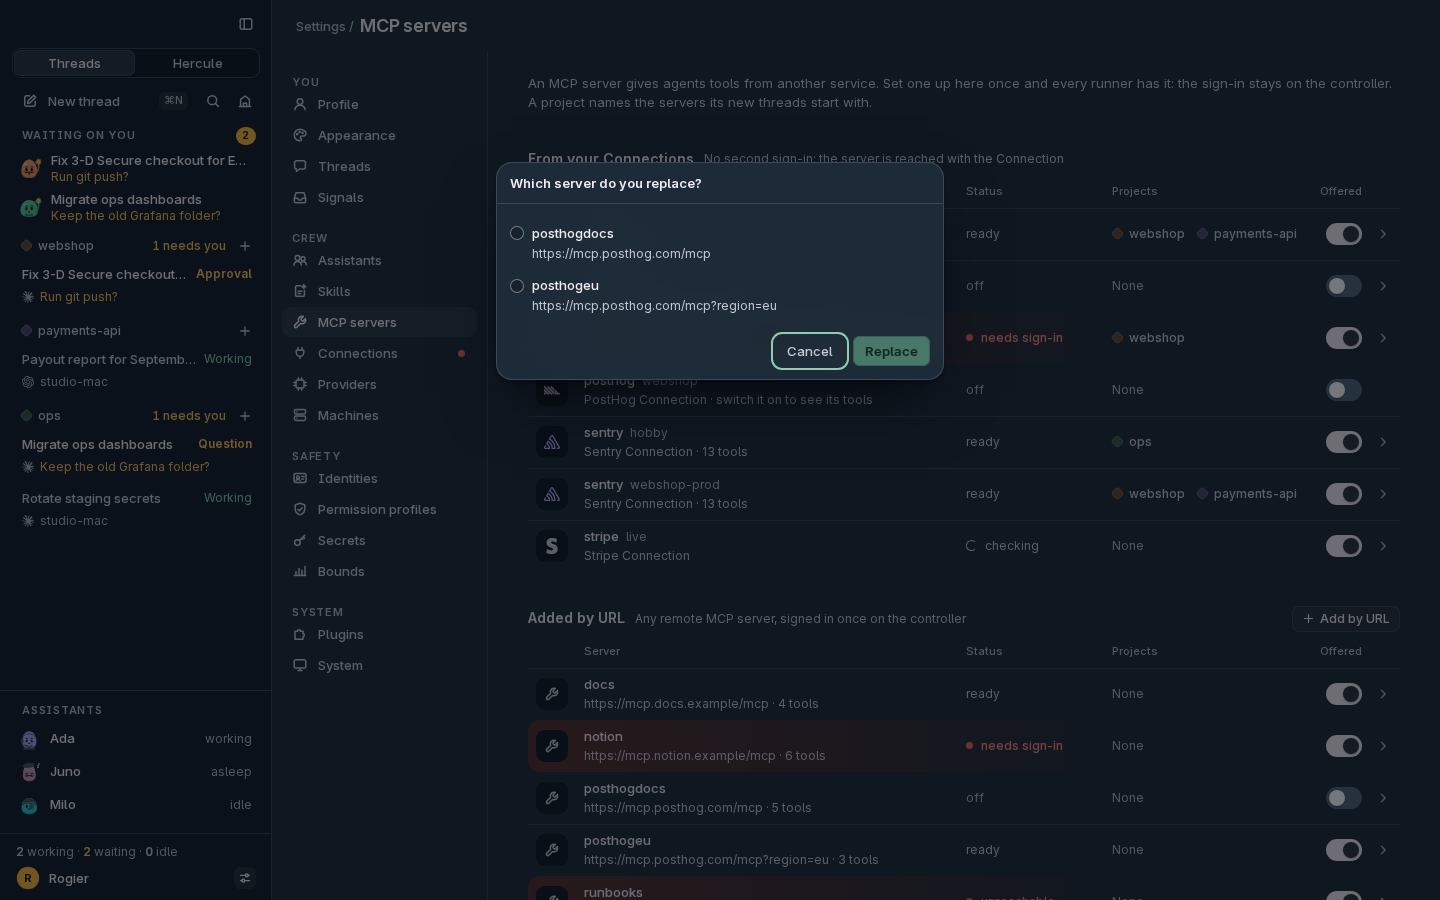 Threads
Hercule
New thread
⌘N
WAITING ON YOU
2
Fix 3-D Secure checkout for E…
Run git push?
Migrate ops dashboards
Keep the old Grafana folder?
webshop
1 needs you
Fix 3-D Secure checkout…
Approval
Run git push?
payments-api
Payout report for Septemb…
Working
studio-mac
ops
1 needs you
Migrate ops dashboards
Question
Keep the old Grafana folder?
Rotate staging secrets
Working
studio-mac
ASSISTANTS
Ada
working
Juno
asleep
Milo
idle
2 working · 2 waiting · 0 idle
R
Rogier
Settings / MCP servers
YOU
Profile
Appearance
Threads
Signals
CREW
Assistants
Skills
MCP servers
Connections
Providers
Machines
SAFETY
Identities
Permission profiles
Secrets
Bounds
SYSTEM
Plugins
System
An MCP server gives agents tools from another service. Set one up here once and every runner has it: the sign-in stays on the controller.
A project names the servers its new threads start with.
From your Connections
No second sign-in: the server is reached with the Connection
Status
Projects
Offered
ready
webshop
payments-api
off
None
needs sign-in
webshop
posthog webshop
PostHog Connection · switch it on to see its tools
off
None
sentry hobby
Sentry Connection · 13 tools
ready
ops
sentry webshop-prod
Sentry Connection · 13 tools
ready
webshop
payments-api
stripe live
Stripe Connection
checking
None
Which server do you replace?
posthogdocs
https://mcp.posthog.com/mcp
posthogeu
https://mcp.posthog.com/mcp?region=eu
Cancel
Replace
Added by URL
Any remote MCP server, signed in once on the controller
Add by URL
Server
Status
Projects
Offered
docs
https://mcp.docs.example/mcp · 4 tools
ready
None
notion
https://mcp.notion.example/mcp · 6 tools
needs sign-in
None
posthogdocs
https://mcp.posthog.com/mcp · 5 tools
off
None
posthogeu
https://mcp.posthog.com/mcp?region=eu · 3 tools
ready
None
runbooks